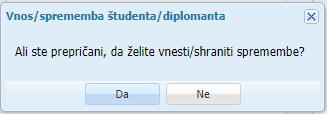 Vnos/sprememba študenta/diplomanta
Ali ste prepričani, da želite vnesti/shraniti spremembe?
Da
Ne